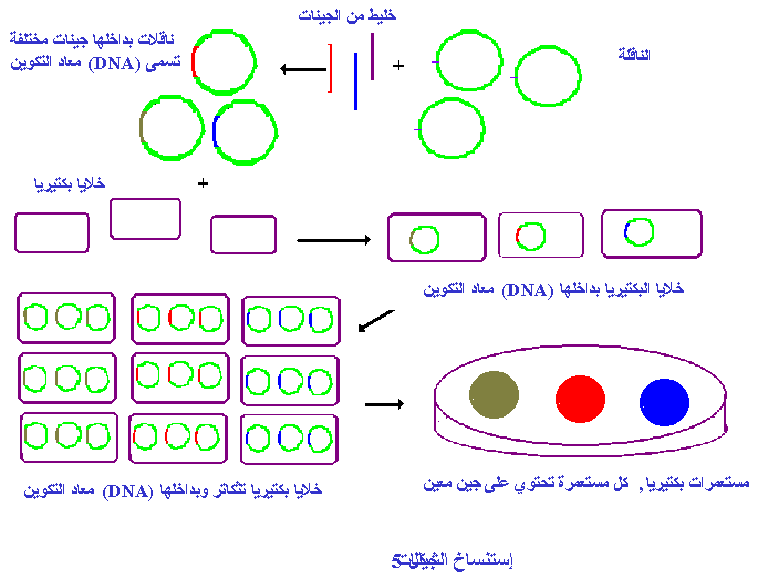 خليط من الجينات
الناقلة
ناقلات بداخلها جينات مختلفة
تسمى (DNA) معاد التكوين
+
+
خلايا بكتيريا
خلايا البكتيريا بداخلها (DNA) معاد التكوين
خلايا بكتيريا تتكاثر وبداخلها (DNA) معاد التكوين
مستعمرات بكتيريا , كل مستعمرة تحتوي على جين معين
إستنساخ